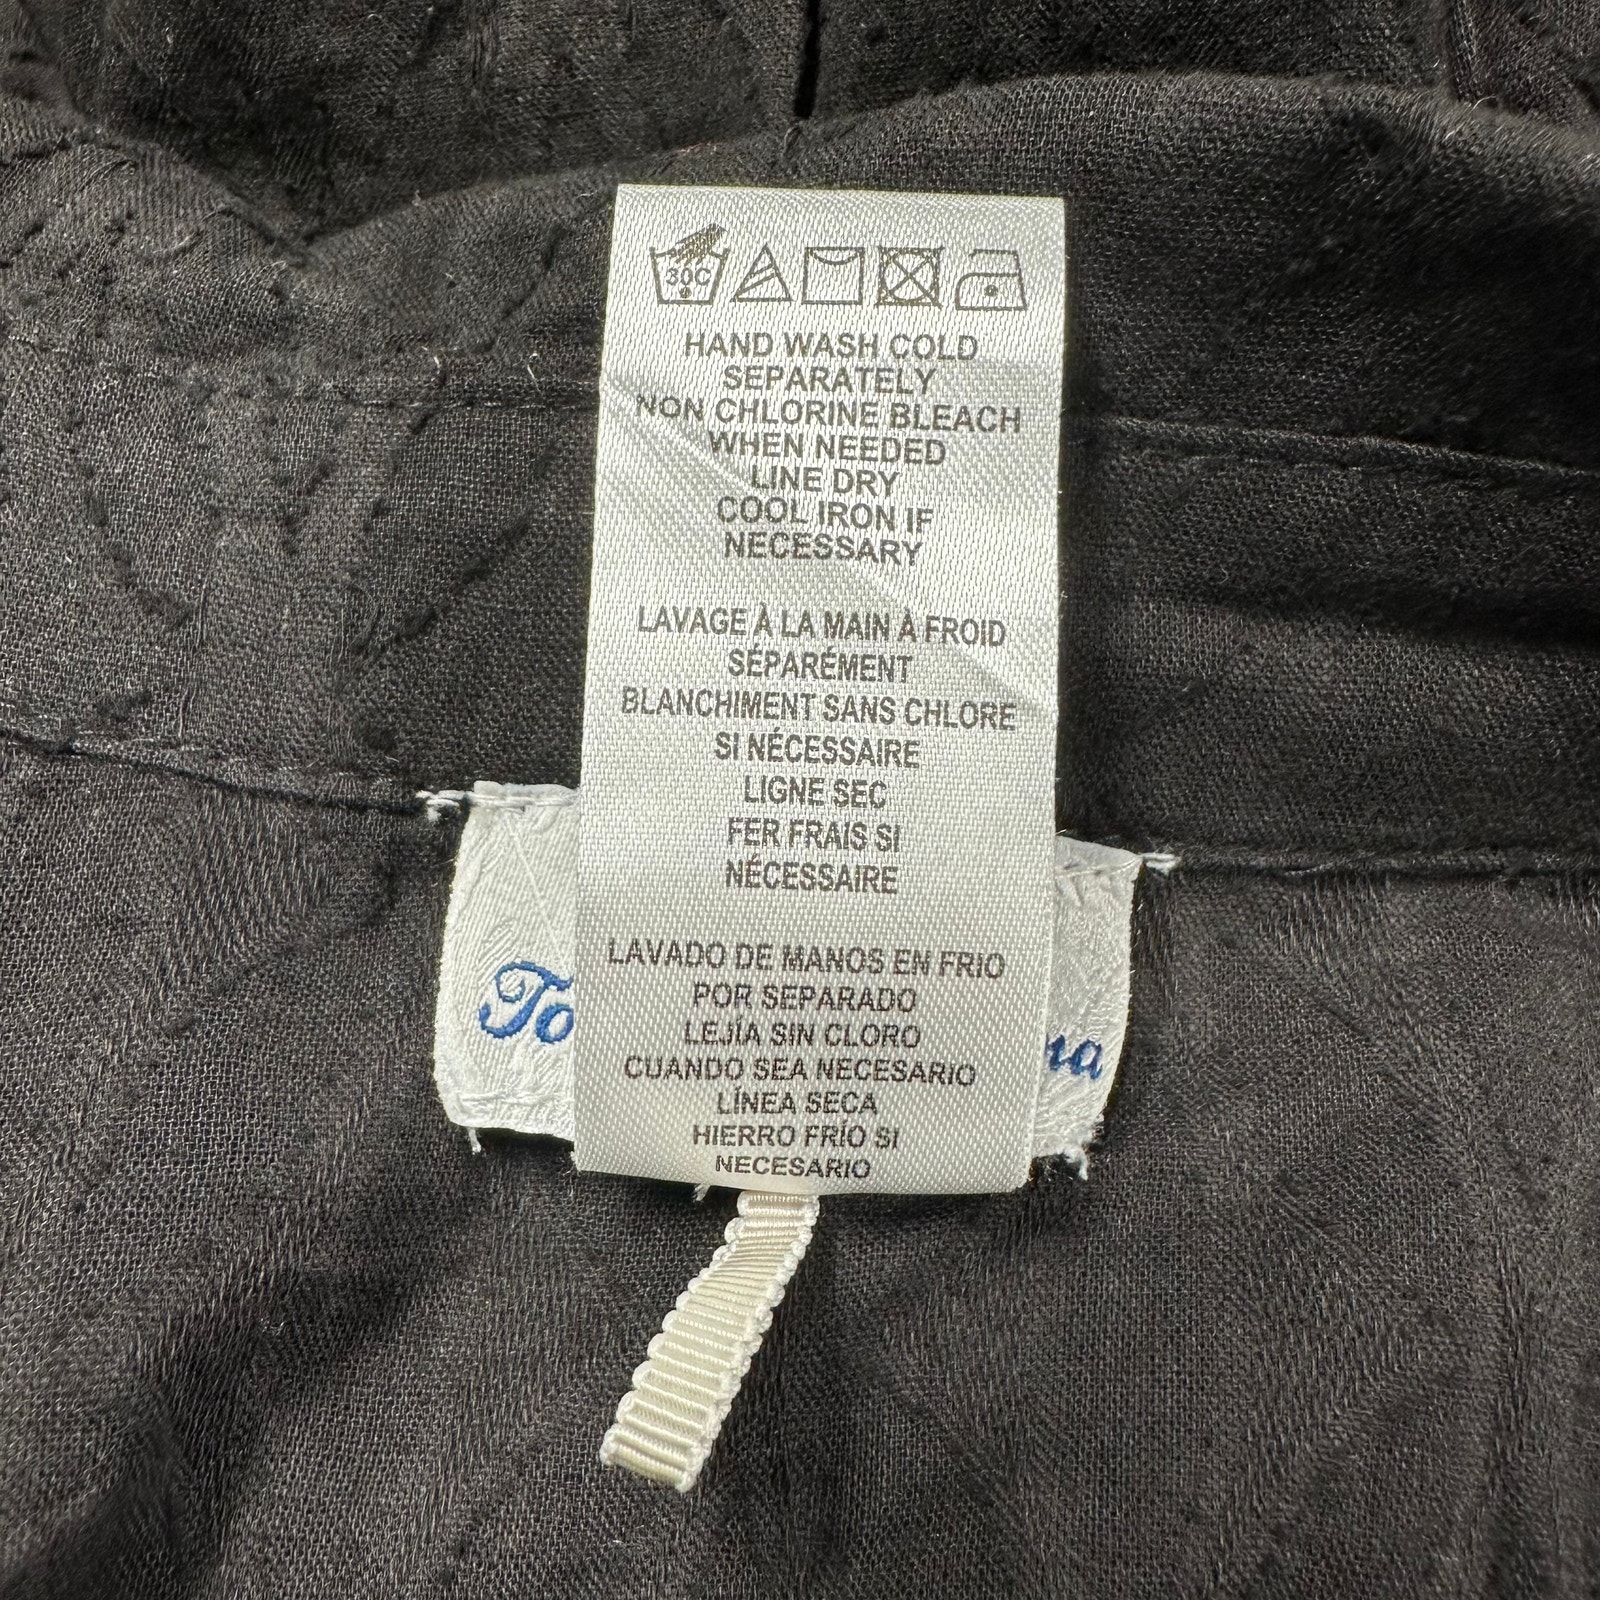 30C
HAND WASH COLD
SEPARATELY
NON CHLORINE BLEACH
WHEN NEEDED
LINE DRY
COOL IRON IF
NECESSARY
LAVAGE À LA MAIN À FROID
SÉPARÉMENT
BLANCHIMENT SANS CHLORE
SI NÉCESSAIRE
LIGNE SEC
FER FRAIS SI
NÉCESSAIRE
LAVADO DE MANOS EN FRIO
POR SEPARADO
LEJÍA SIN CLORO
CUANDO SEA NECESARIO
LÍNEA SECA
HIERRO FRÍO SI
NECESARIO